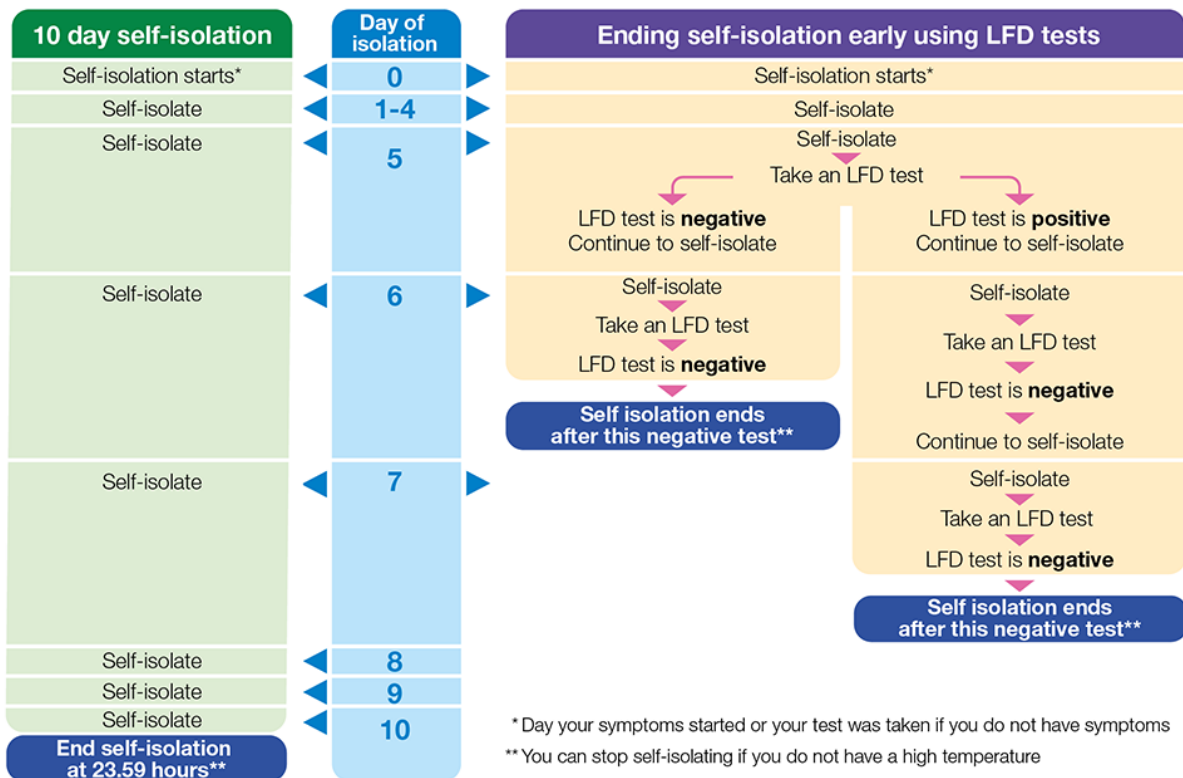 10 day self-isolation
Day of
isolation
Ending self-isolation early using LFD tests
Self-isolation starts*
0
Self-isolation starts*
Self-isolate
1-4
Self-isolate
Self-isolate
5
Self-isolate
Take an LFD test
LFD test is negative
Continue to self-isolate
LFD test is positive
Continue to self-isolate
Self-isolate
6
Self-isolate
Take an LFD test
LFD test is negative
Self isolation ends
after this negative test**
Self-isolate
Take an LFD test
LFD test is negative
Continue to self-isolate
Self-isolate
7
Self-isolate
Take an LFD test
LFD test is negative
Self isolation ends
after this negative test**
Self-isolate
8
Self-isolate
9
Self-isolate
10
End self-isolation
at 23.59 hours**
* Day your symptoms started or your test was taken if you do not have symptoms
** You can stop self-isolating if you do not have a high temperature